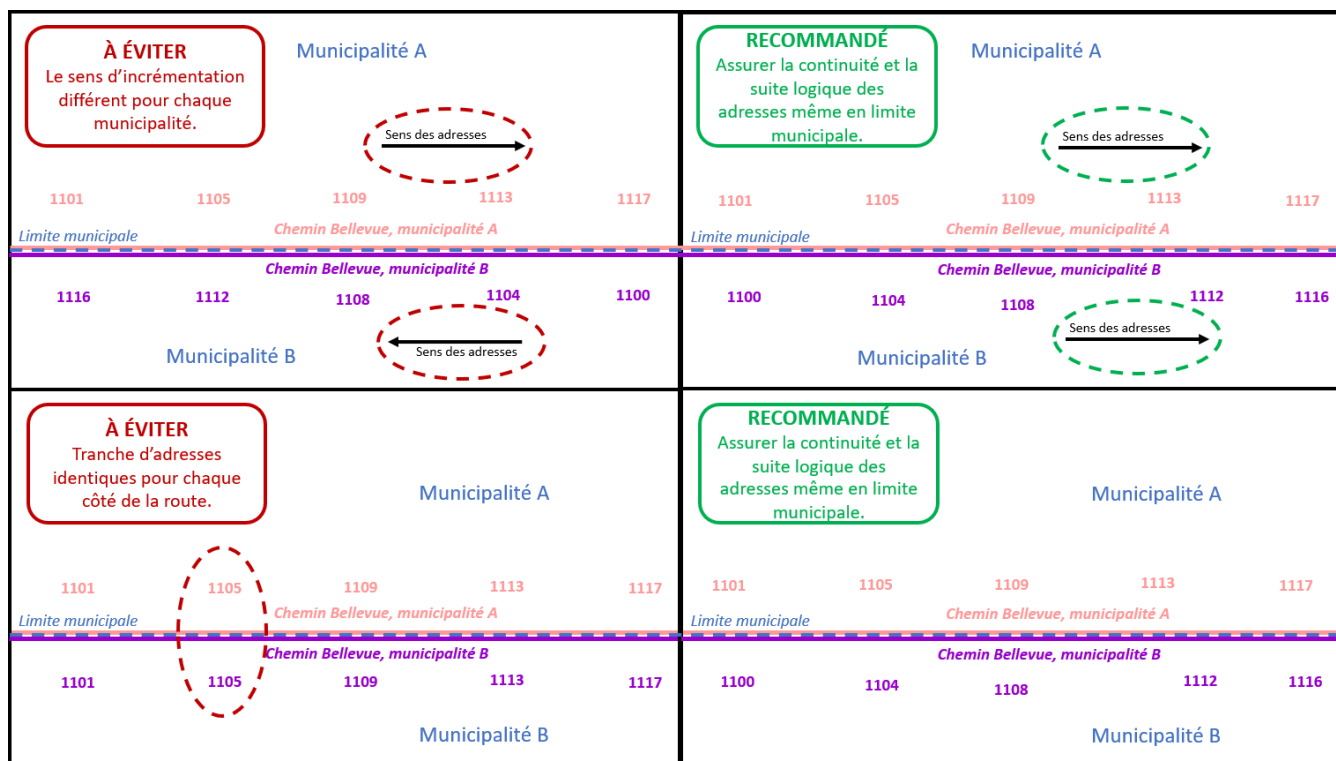 À ÉVITER
Le sens d’incrémentation
différent pour chaque
municipalité.
Municipalité A
Sens des adresses
1101 1105 1109 1113 1117
Chemin Bellevue, municipalité A
Limite municipale
Chemin Bellevue, municipalité B
1116 1112 1108 1104 1100
Sens des adresses
Municipalité B
RECOMMANDÉ
Assurer la continuité et la
suite logique des
adresses même en limite
municipale.
Municipalité A
Sens des adresses
1101 1105 1109 1113 1117
Chemin Bellevue, municipalité A
Limite municipale
Chemin Bellevue, municipalité B
1100 1104 1108 1112 1116
Sens des adresses
Municipalité B
À ÉVITER
Tranche d’adresses
identiques pour chaque
côté de la route.
Municipalité A
1101 1105 1109 1113 1117
Chemin Bellevue, municipalité A
Limite municipale
Chemin Bellevue, municipalité B
1101 1105 1109 1113 1117
Municipalité B
RECOMMANDÉ
Assurer la continuité et la
suite logique des
adresses même en limite
municipale.
Municipalité A
1101 1105 1109 1113 1117
Chemin Bellevue, municipalité A
Limite municipale
Chemin Bellevue, municipalité B
1100 1104 1108 1112 1116
Municipalité B